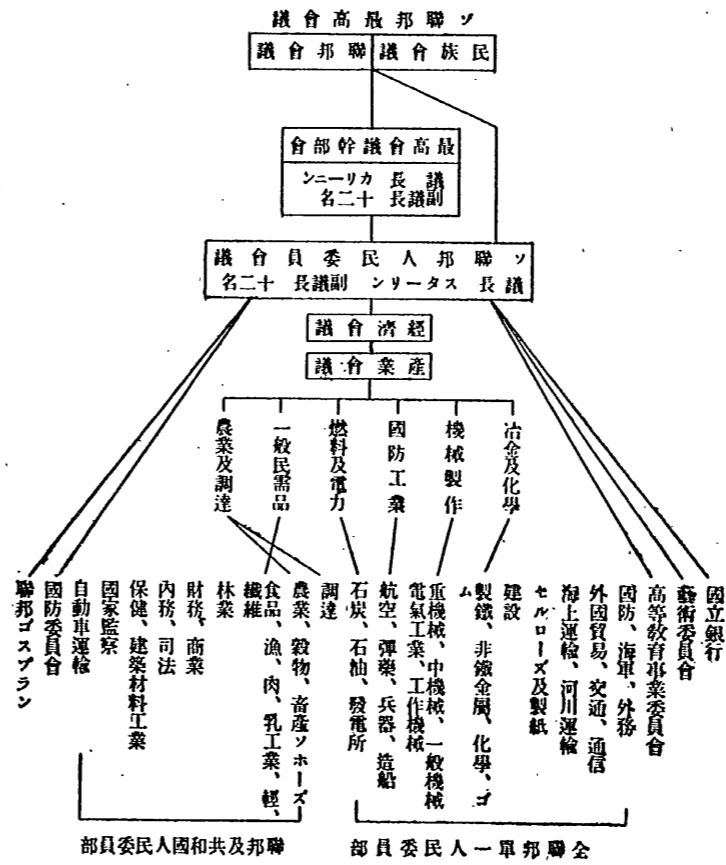 ソ聯邦最高會議
民族會議
聯邦會議
最高會議幹部會
議長 カリーニン
副議長 十二名
ソ聯邦人民委員會議
議長 スターリン 副議長 十二名
經濟會議
產業會議
冶金及化學
機械製作
國防工業
燃料及電力
一般民需品
農業及調達
國立銀行
藝術委員會
高等教育事業委員會
國防、海軍、外務
外國貿易、交通、通信
海上運輸、河川運輸
セルローズ及製紙
建設
製鐵、非鐵金屬、化學、ゴ
ム
重機械、中機械、一般機械
電氣工業、工作機械
航空、彈藥、兵器、造船
石炭、石油、發電所
調達
農業、穀物、畜產ソホーズ
食品、漁、肉、乳工業、輕、
纖維
林業
財務、商業
內務、司法
保健、建築材料工業
國家監察
自動車運輸
國防委員會
聯邦ゴスプラン
全聯邦單一人民委員部
聯邦及共和國人民委員部